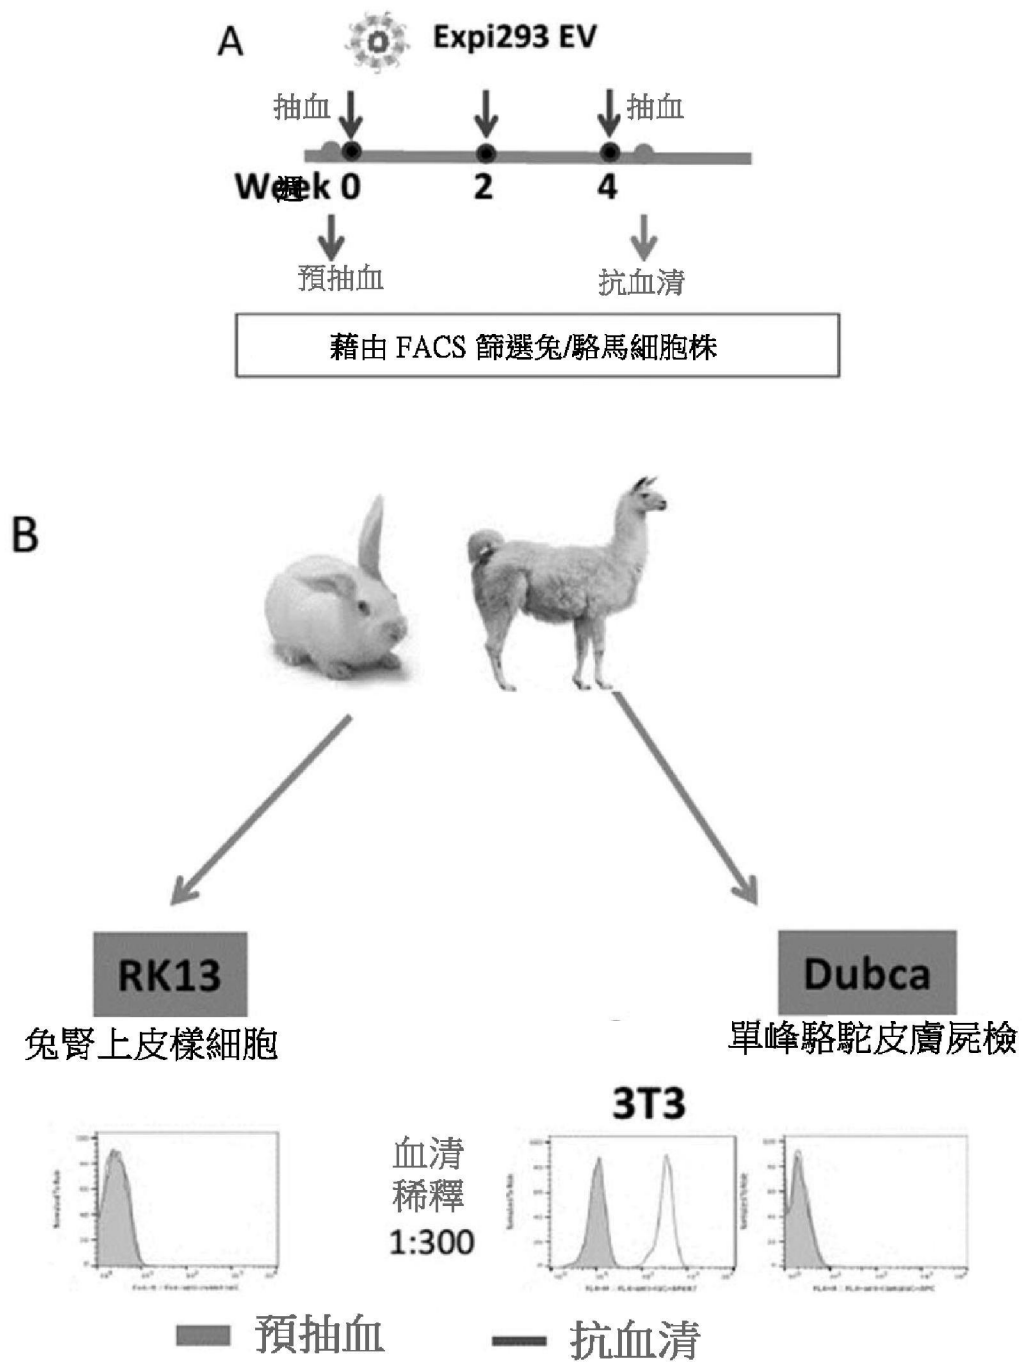 A
Expi293 EV
抽血
抽血
Week 0 2 4
週
預抽血
抗血清
藉由 FACS 篩選兔/駱馬細胞株
B
RK13
Dubca
兔腎上皮樣細胞
單峰駱駝皮膚屍檢
3T3
血清
稀釋
1:300
預抽血
抗血清